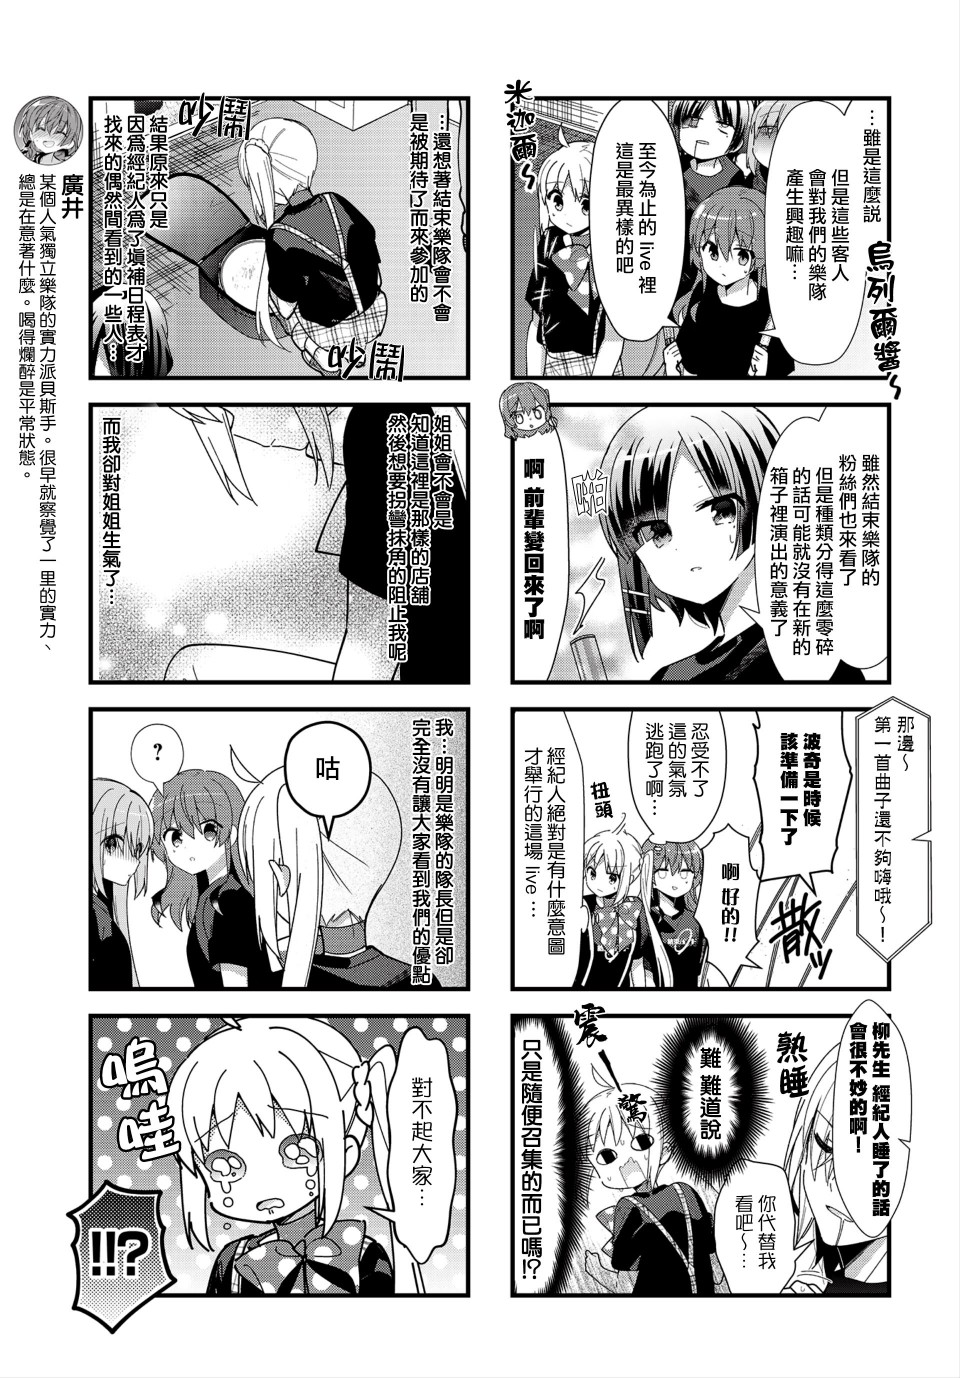 …雖是這麼說
但是這些客人
會對我們的樂隊
產生興趣嘛…
烏列爾醬～
至今為止的 live 裡
這是最異樣的吧
米迦爾～
雖然結束樂隊的
粉絲們也來看了
但是種類分得這麼零碎
的話可能就沒有在新的
箱子裡演出的意義了
啪
啊 前輩變回來了啊
那邊～
第一首曲子還不夠嗨哦～！
波奇是時候
該準備一下了
散ッ
啊 好的!!
忍受不了
這的氣氛
逃跑了啊…
扭頭
經紀人絕對是有什麼意圖
才舉行的這場 live…
柳先生 經紀人睡了的話
會很不妙的啊！
熟睡
你代替我
看吧～…
難 難道說
震！
驚
只是隨便召集的而已嗎!?
…還想著結束樂隊會不會
是被期待了而來參加的
吵鬧
吵鬧
結果原來只是
因為經紀人為了填補日程表才
找來的偶然間看到的一些人…
姐姐會不會是
知道這裡是那樣的店舖
然後想要拐彎抹角的阻止我呢
而我卻對姐姐生氣了…
我…明明是樂隊的隊長但是卻
完全沒有讓大家看到我們的優點
咕
?
對不起大家…
嗚哇
!!!?
廣井
某個人氣獨立樂隊的實力派貝斯手。很早就察覺了一里的實力、
總是在意著什麼。喝得爛醉是平常狀態。